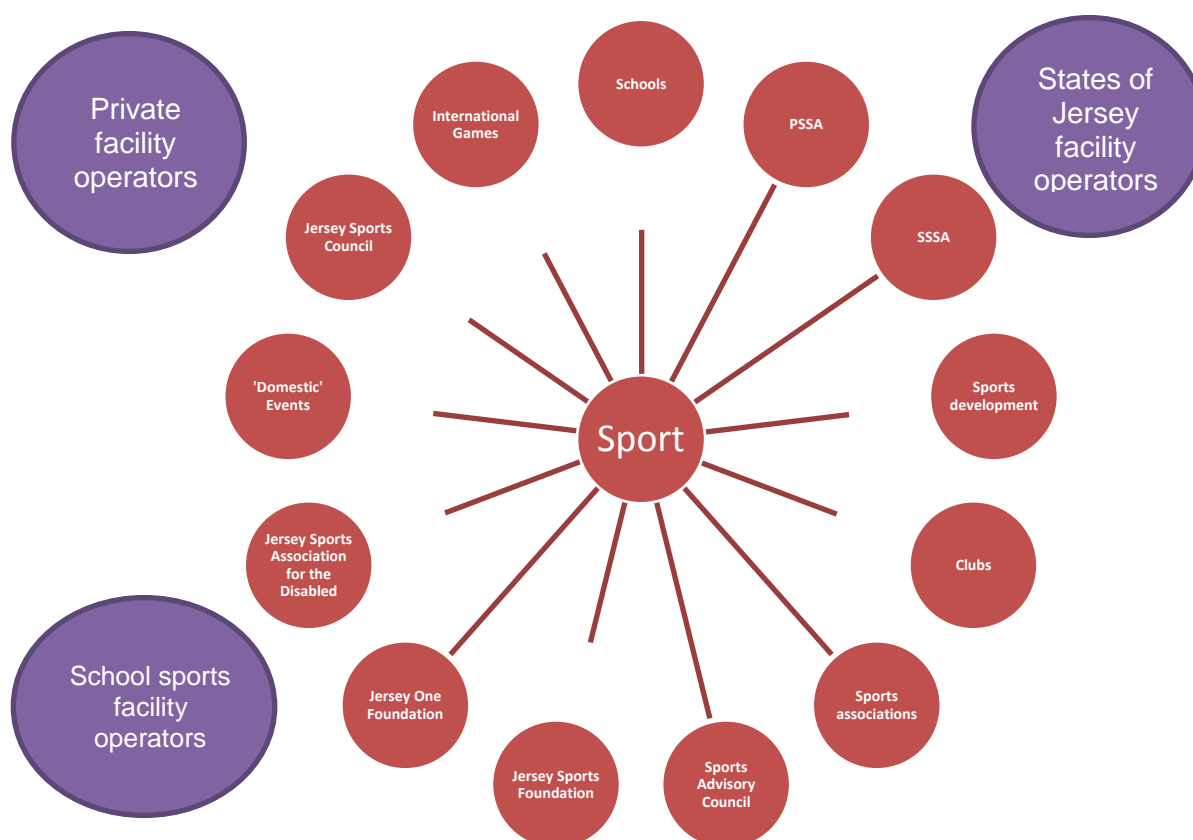 Private
facility
operators
International
Games
Schools
PSSA
States of
Jersey
facility
operators
Jersey Sports
Council
SSSA
'Domestic'
Events
Sport
Sports
development
Jersey Sports
Association
for the
Disabled
Clubs
School sports
facility
operators
Jersey One
Foundation
Jersey Sports
Foundation
Sports
Advisory
Council
Sports
associations